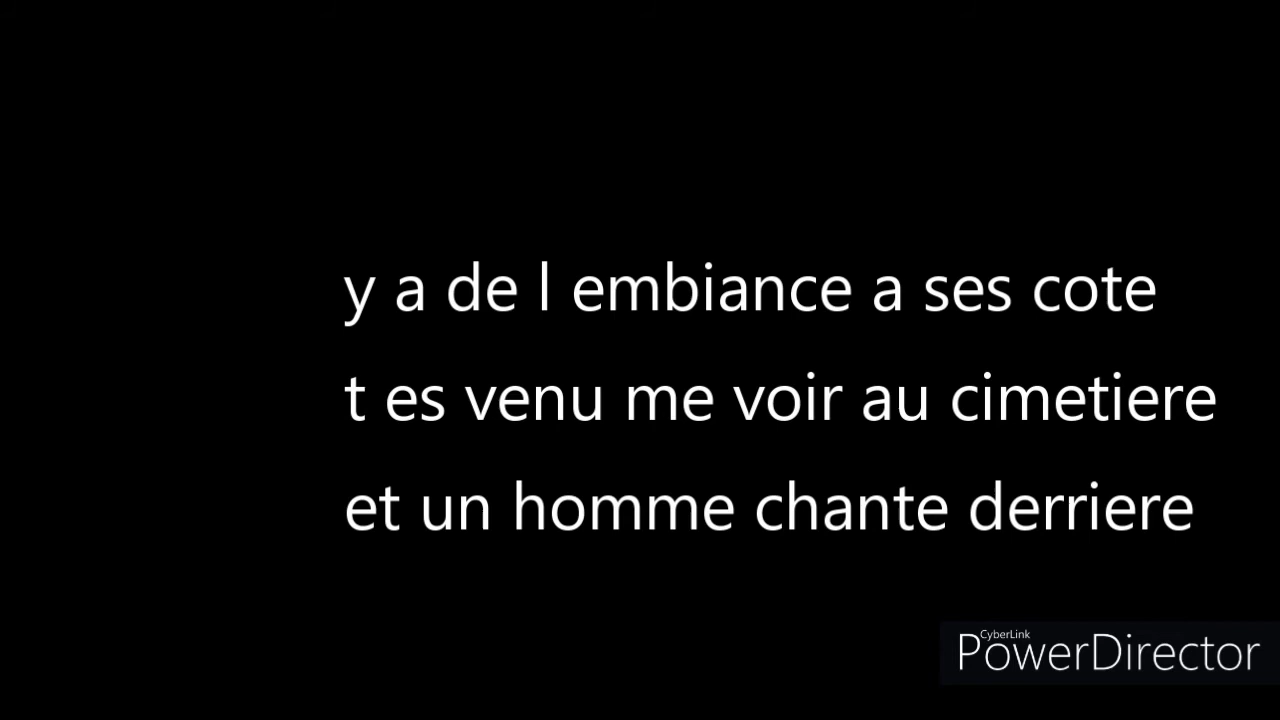 y a de l embiance a ses cote
t es venu me voir au cimetiere
et un homme chante derriere
CyberLink
PowerDirector